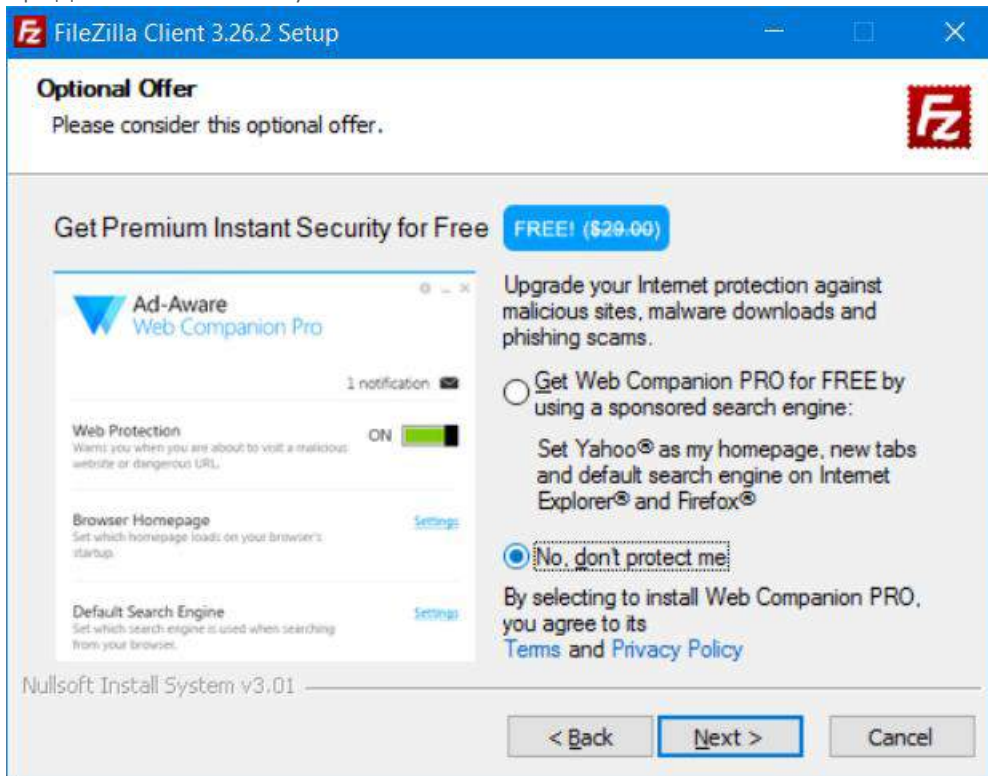 FileZilla Client 3.26.2 Setup
Optional Offer
Please consider this optional offer.
Fz
Get Premium Instant Security for Free FREE! ($29.00)
Ad-Aware
Web Companion Pro
1 notification
Web Protection
Warns you when you are about to visit a malicious
website or dangerous URL.
ON
Browser Homepage
Set which homepage loads on your browser's
startup.
Settings
Default Search Engine
Set which search engine is used when searching
from your browser.
Settings
Upgrade your Internet protection against
malicious sites, malware downloads and
phishing scams.
Get Web Companion PRO for FREE by
using a sponsored search engine:
Set Yahoo® as my homepage, new tabs
and default search engine on Internet
Explorer® and Firefox®
No, don't protect me
By selecting to install Web Companion PRO,
you agree to its
Terms and Privacy Policy
Nullsoft Install System v3.01
< Back
Next >
Cancel